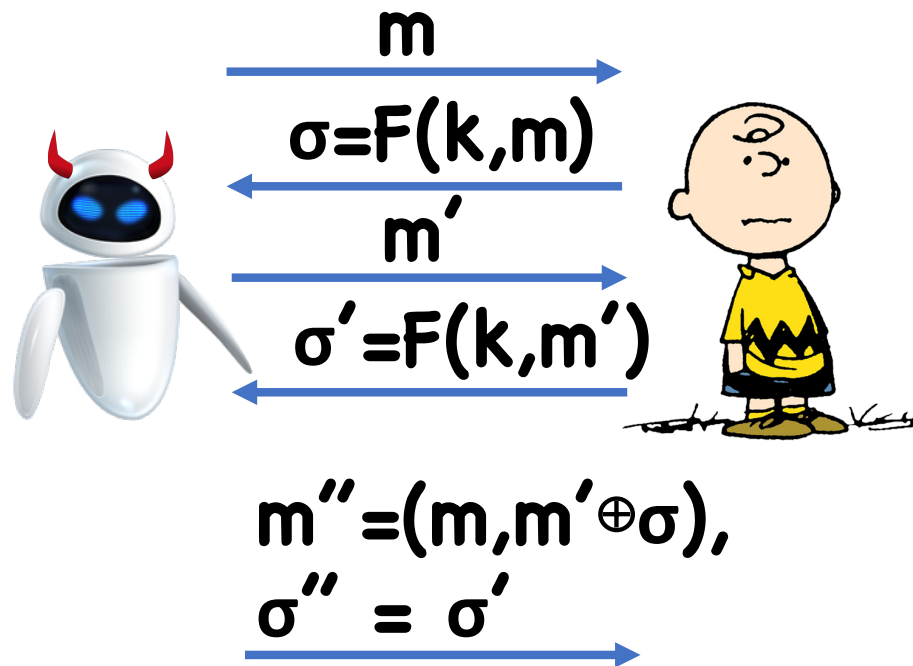 m
σ=F(k,m)
m′
σ′=F(k,m′)
m″=(m,m′⊕σ),
σ″ = σ′